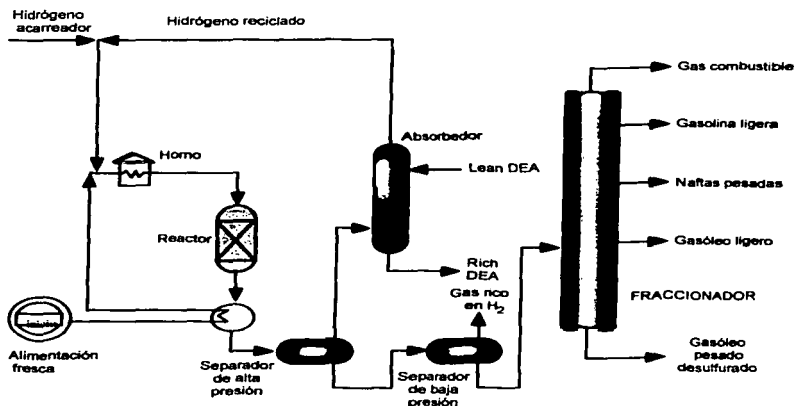 Hidrógeno
acarreador
Hidrógeno reciclado
Gas combustible
Gasolina ligera
Absorbedor
Horno
Lean DEA
Naftas pesadas
Reactor
Gasóleo ligero
Rich
DEA
Gas rico
en H₂
FRACCIONADOR
Alimentación
fresca
Separador
de alta
presión
Separador
de baja
presión
Gasóleo
pesado
desulfurado